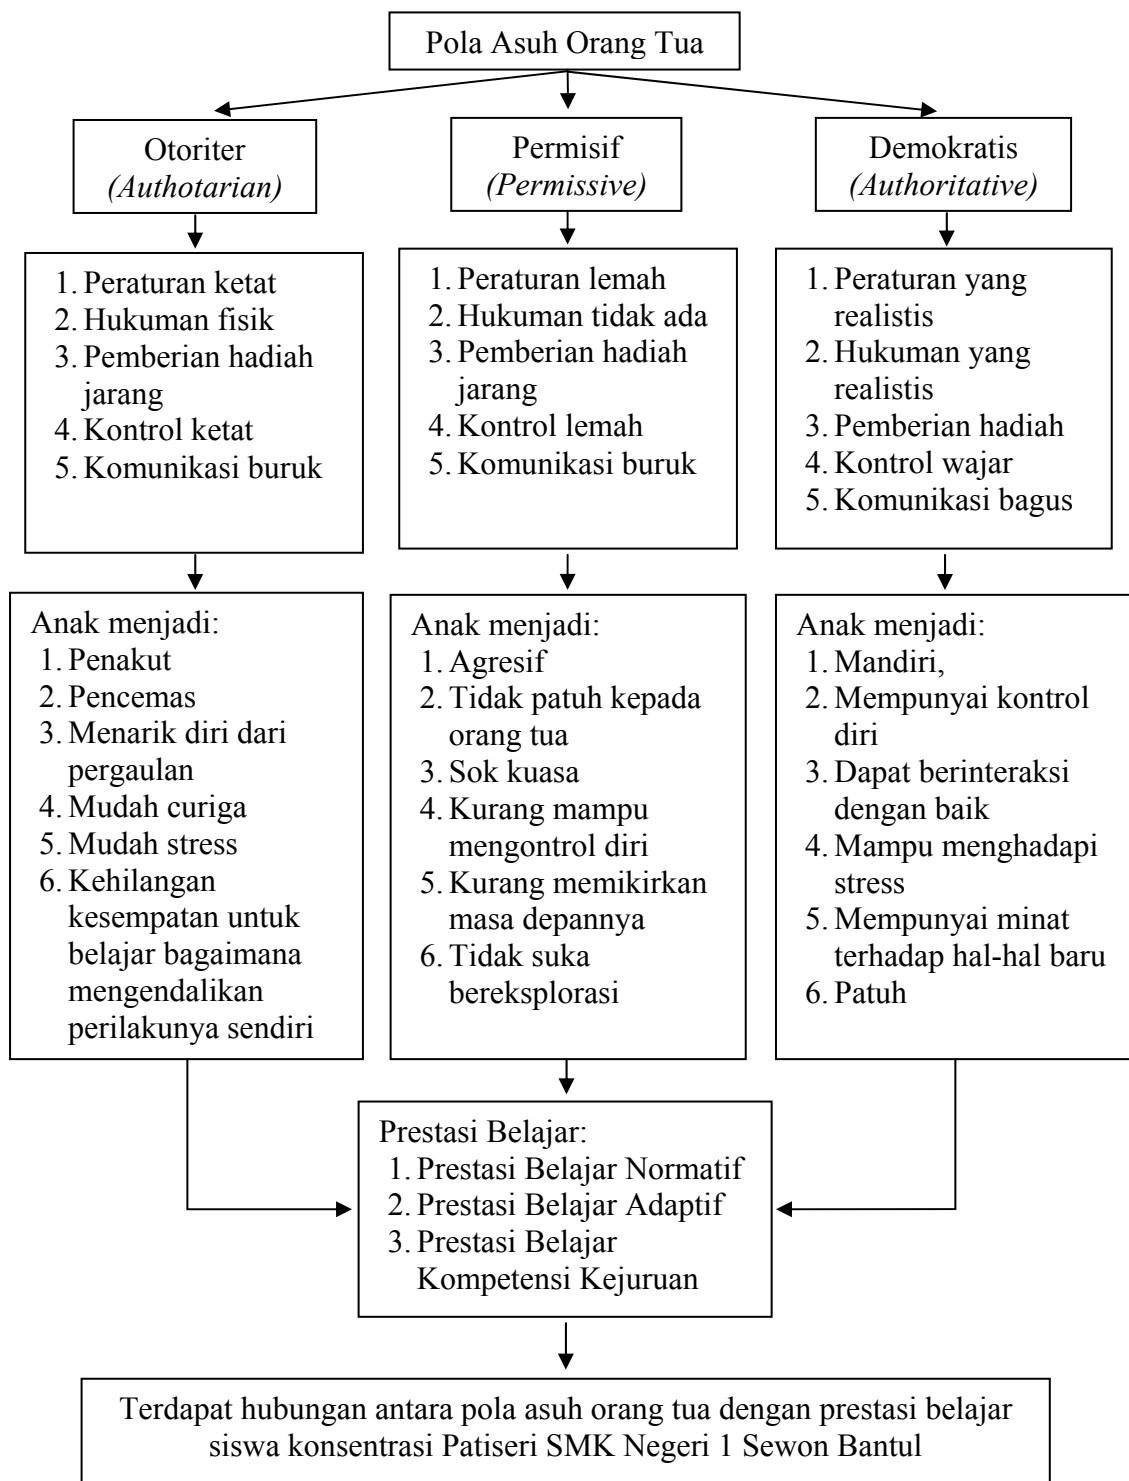 Pola Asuh Orang Tua
Otoriter
(Authotarian)
Permisif
(Permissive)
Demokratis
(Authoritative)
1. Peraturan ketat
2. Hukuman fisik
3. Pemberian hadiah
jarang
4. Kontrol ketat
5. Komunikasi buruk
1. Peraturan lemah
2. Hukuman tidak ada
3. Pemberian hadiah
jarang
4. Kontrol lemah
5. Komunikasi buruk
1. Peraturan yang
realistis
2. Hukuman yang
realistis
3. Pemberian hadiah
4. Kontrol wajar
5. Komunikasi bagus
Anak menjadi:
1. Penakut
2. Pencemas
3. Menarik diri dari
pergaulan
4. Mudah curiga
5. Mudah stress
6. Kehilangan
kesempatan untuk
belajar bagaimana
mengendalikan
perilakunya sendiri
Anak menjadi:
1. Agresif
2. Tidak patuh kepada
orang tua
3. Sok kuasa
4. Kurang mampu
mengontrol diri
5. Kurang memikirkan
masa depannya
6. Tidak suka
bereksplorasi
Anak menjadi:
1. Mandiri,
2. Mempunyai kontrol
diri
3. Dapat berinteraksi
dengan baik
4. Mampu menghadapi
stress
5. Mempunyai minat
terhadap hal-hal baru
6. Patuh
Prestasi Belajar:
1. Prestasi Belajar Normatif
2. Prestasi Belajar Adaptif
3. Prestasi Belajar
Kompetensi Kejuruan
Terdapat hubungan antara pola asuh orang tua dengan prestasi belajar
siswa konsentrasi Patiseri SMK Negeri 1 Sewon Bantul